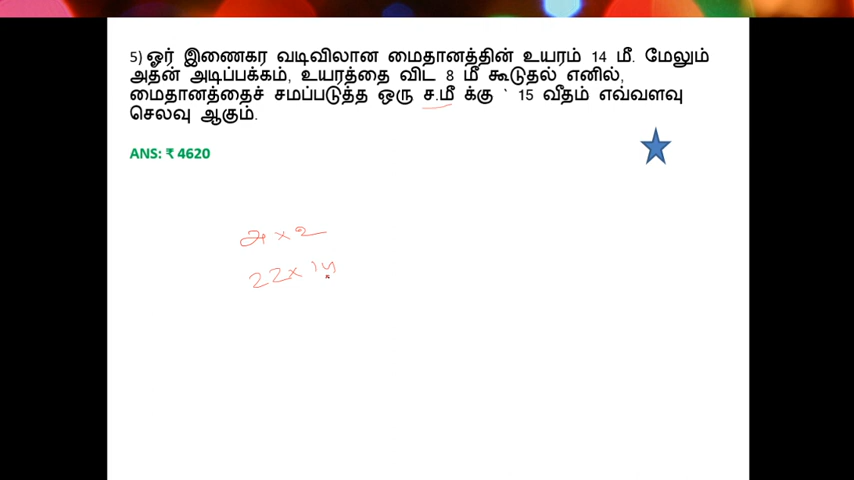 5) ஓர் இணைகர வடிவிலான மைதானத்தின் உயரம் 14 மீ. மேலும்
அதன் அடிப்பக்கம், உயரத்தை விட 8 மீ கூடுதல் எனில்,
மைதானத்தைச் சமப்படுத்த ஒரு ச.மீ க்கு ` 15 வீதம் எவ்வளவு
செலவு ஆகும்.
ANS: ₹ 4620
அ × உ
22 × 14